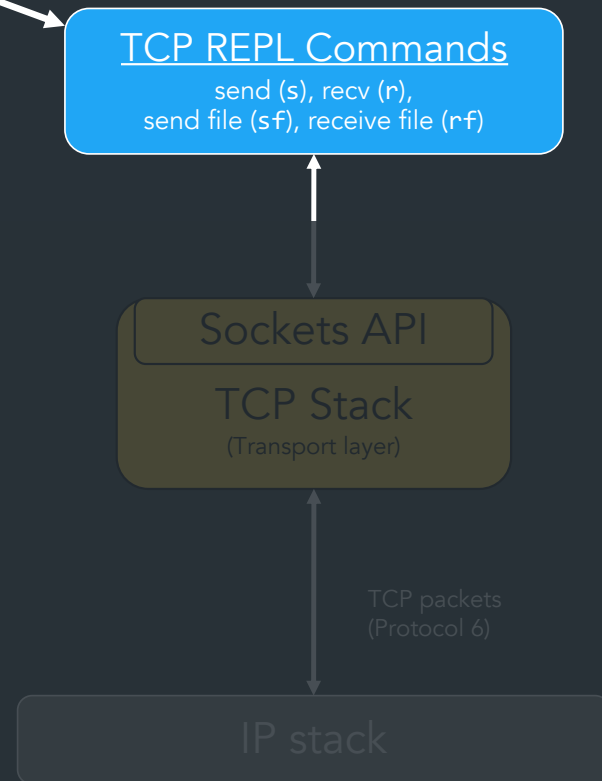 TCP REPL Commands
send (s), recv (r),
send file (sf), receive file (rf)
Sockets API
TCP Stack
(Transport layer)
TCP packets
(Protocol 6)
IP stack